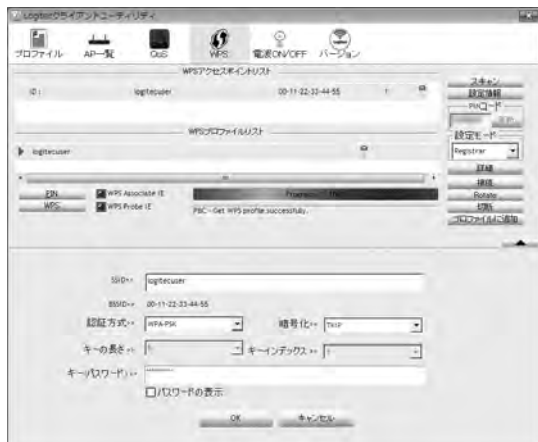 Logitecクライアントユーティリティ
プロファイル AP一覧 QoS WPS 電波ON/OFF バージョン
WPSアクセスポイントリスト
ID : logitecuser 00-11-22-33-44-55 1
スキャン
設定情報
PINコード
WPSプロファイルリスト
logitecuser
設定モード
Registrar
詳細
接続
Rotate
切断
プロファイルに追加
PIN WPS Associate IE
WPS WPS Probe IE PBC - Get WPS profile successfully.
SSID>> logitecuser
BSSID>> 00-11-22-33-44-55
認証方式>> WPA-PSK 暗号化>> TKIP
キーの長さ>> キーインデックス>>
キーパスワード>> ********
パスワードの表示
OK キャンセル